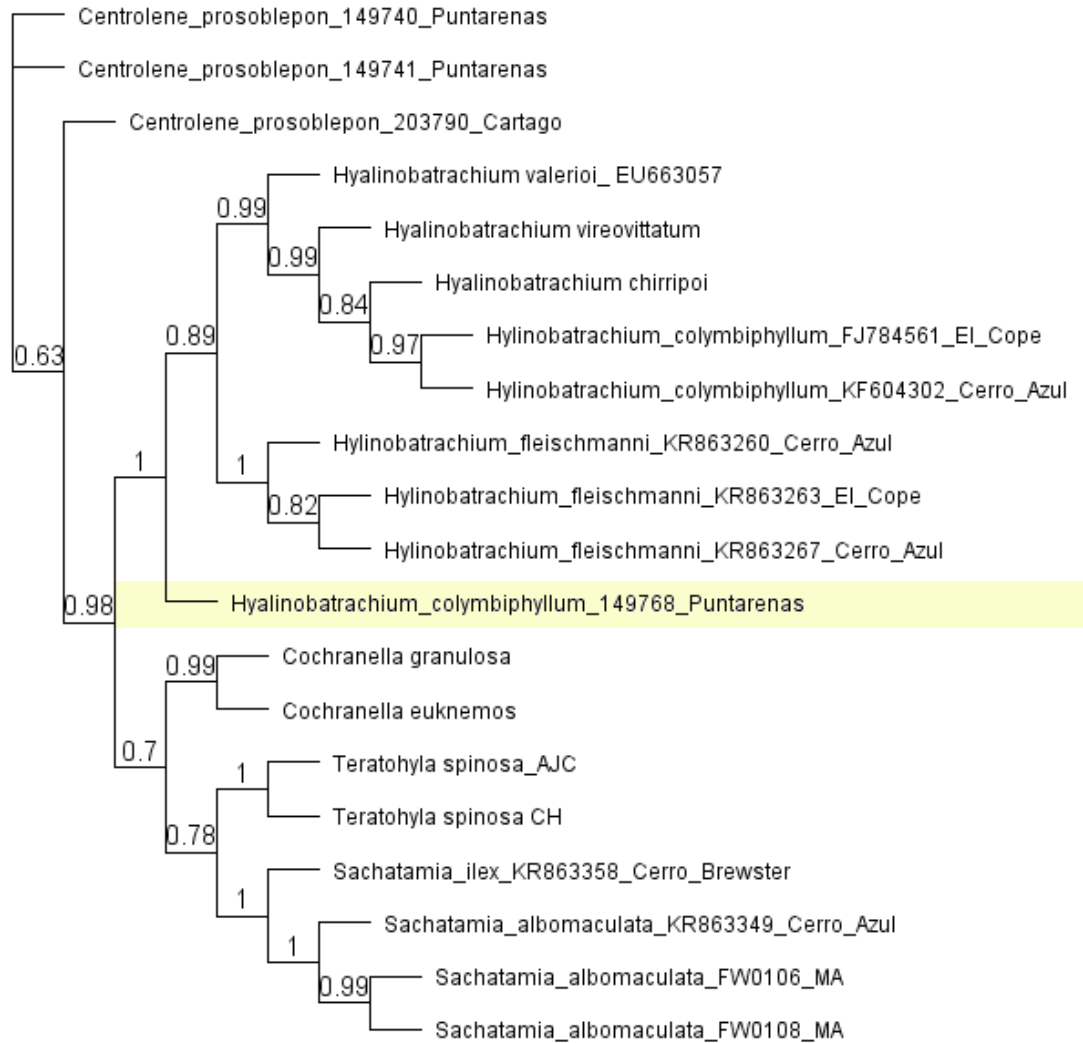 Centrolene_prosoblepon_149740_Puntarenas
Centrolene_prosoblepon_149741_Puntarenas
Centrolene_prosoblepon_203790_Cartago
Hyalinobatrachium valerioi_ EU663057
0.99
Hyalinobatrachium vireovittatum
0.99
Hyalinobatrachium chirripoi
0.84
0.89
Hylinobatrachium_colymbiphyllum_FJ784561_El_Cope
0.97
0.63
Hylinobatrachium_colymbiphyllum_KF604302_Cerro_Azul
Hylinobatrachium_fleischmanni_KR863260_Cerro_Azul
1
1
Hylinobatrachium_fleischmanni_KR863263_El_Cope
0.82
Hylinobatrachium_fleischmanni_KR863267_Cerro_Azul
0.98
Hyalinobatrachium_colymbiphyllum_149768_Puntarenas
Cochranella granulosa
0.99
Cochranella euknemos
0.7
Teratohyla spinosa_AJC
1
Teratohyla spinosa CH
0.78
Sachatamia_ilex_KR863358_Cerro_Brewster
1
Sachatamia_albomaculata_KR863349_Cerro_Azul
1
Sachatamia_albomaculata_FW0106_MA
0.99
Sachatamia_albomaculata_FW0108_MA